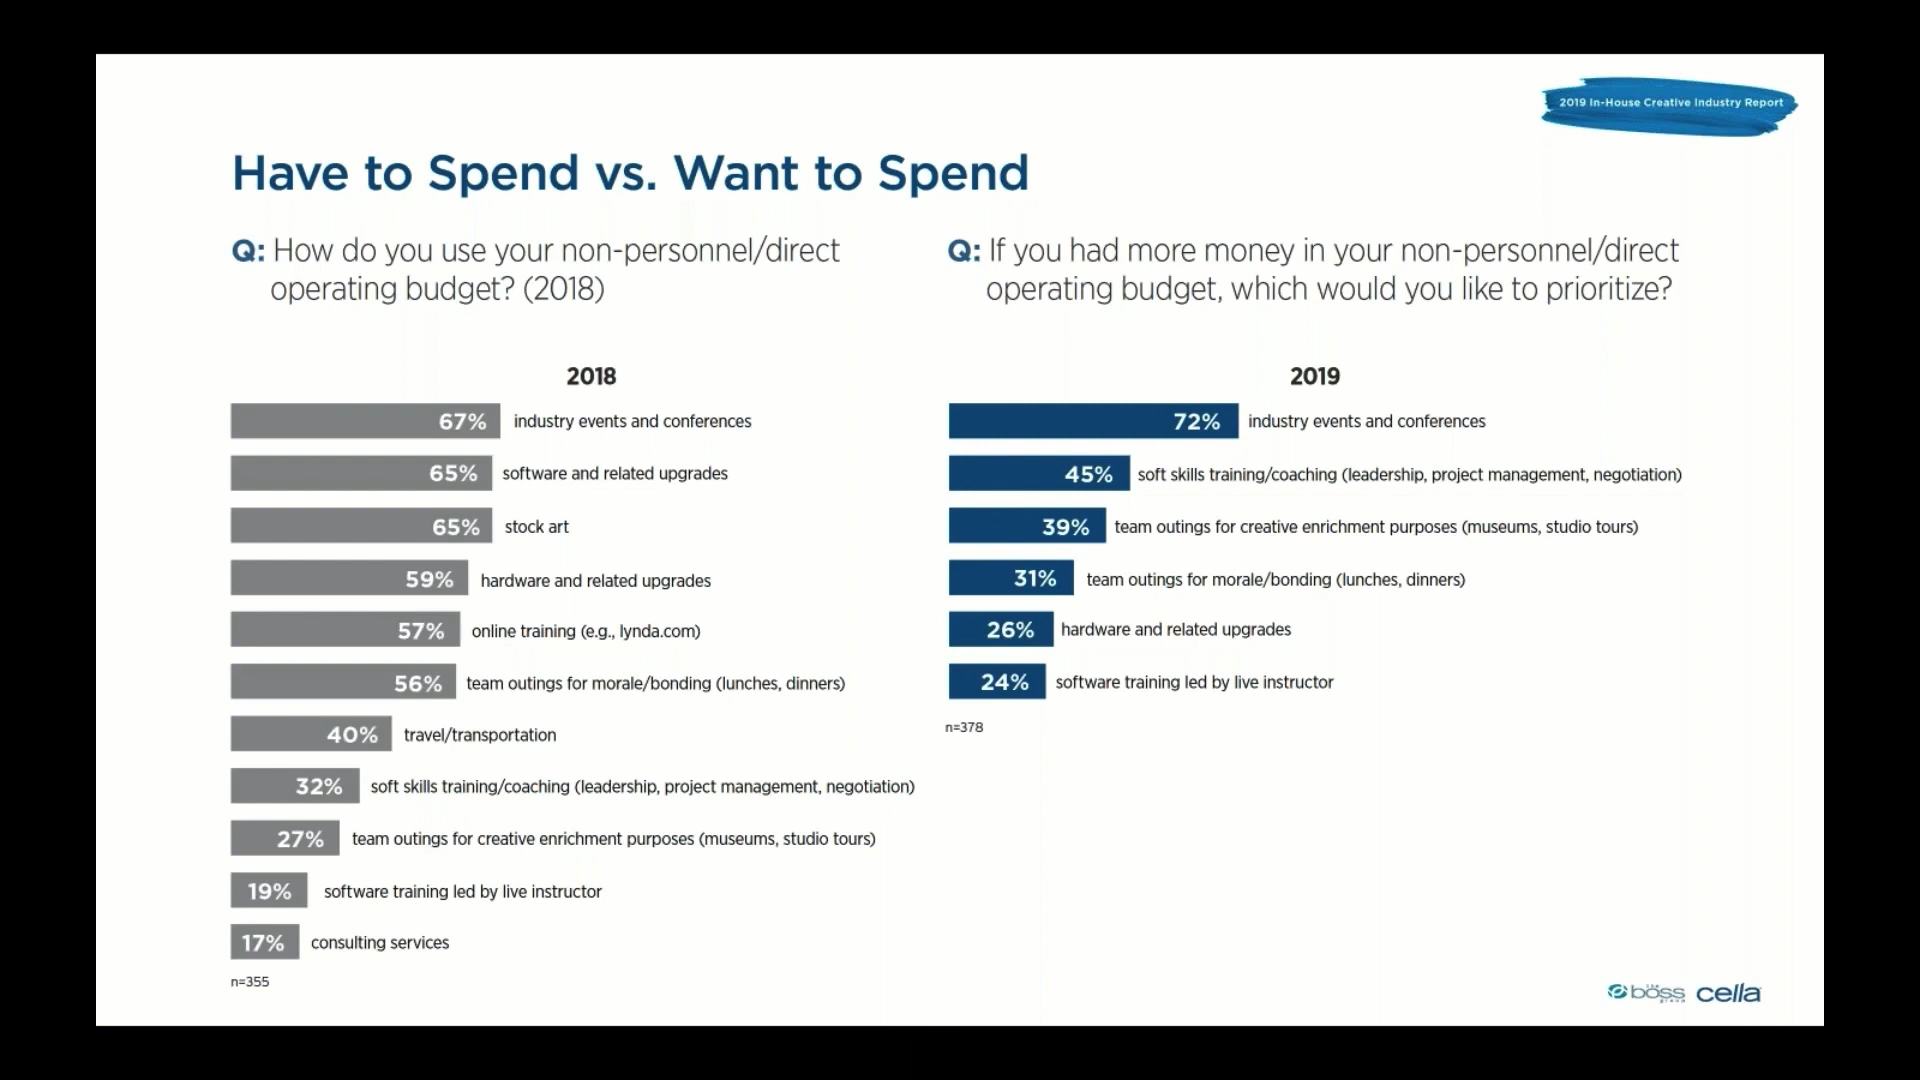 2019 In-House Creative Industry Report
Have to Spend vs. Want to Spend
Q: How do you use your non-personnel/direct
operating budget? (2018)
2018
67% industry events and conferences
65% software and related upgrades
65% stock art
59% hardware and related upgrades
57% online training (e.g., lynda.com)
56% team outings for morale/bonding (lunches, dinners)
40% travel/transportation
32% soft skills training/coaching (leadership, project management, negotiation)
27% team outings for creative enrichment purposes (museums, studio tours)
19% software training led by live instructor
17% consulting services
n=355
Q: If you had more money in your non-personnel/direct
operating budget, which would you like to prioritize?
2019
72% industry events and conferences
45% soft skills training/coaching (leadership, project management, negotiation)
39% team outings for creative enrichment purposes (museums, studio tours)
31% team outings for morale/bonding (lunches, dinners)
26% hardware and related upgrades
24% software training led by live instructor
n=378
böss cella